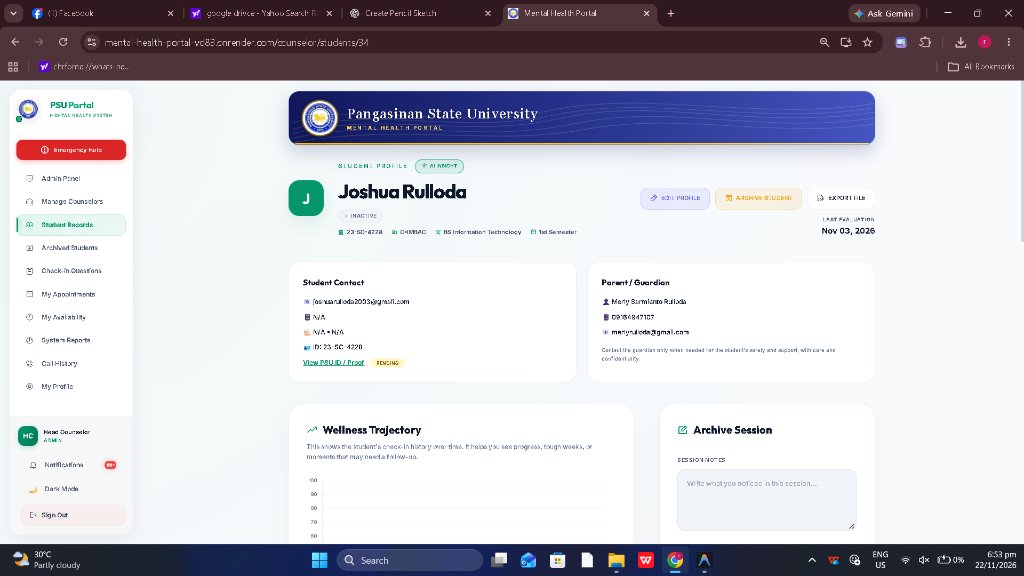 (1) Facebook
google drivce - Yahoo Search R
Create Pencil Sketch
Mental Health Portal
Ask Gemini
mental-health-portal-vo83.onrender.com/counselor/students/34
All Bookmarks
PSU Portal
MENTAL HEALTH SYSTEM
Emergency Help
Admin Panel
Manage Counselors
Student Records
Archived Students
Check-in Questions
My Appointments
My Availability
System Reports
Call History
My Profile
HC
Head Counselor
ADMIN
Notifications
99+
Dark Mode
Sign Out
Pangasinan State University
MENTAL HEALTH PORTAL
STUDENT PROFILE
AI INSIGHT
J
Joshua Rulloda
INACTIVE
23-SC-4228
BS Information Technology
1st Semester
EDIT PROFILE
ARCHIVE STUDENT
EXPORT FILE
LAST EVALUATION
Nov 03, 2026
Student Contact
joshuarulloda2003@gmail.com
N/A
N/A • N/A
ID: 23-SC-4228
View PSU ID / Proof
PENDING
Parent / Guardian
Merly Sarmiento Rulloda
merlyrulloda@gmail.com
Contact the guardian only when needed for the student's safety and support, with care and
confidentiality.
Wellness Trajectory
This shows the student's check-in history over time. It helps you see progress, tough weeks, or
moments that may need a follow-up.
100
90
80
70
60
Archive Session
SESSION NOTES
Write what you noticed in this session...
30°C
Partly cloudy
Search
ENG
US
0%
6:53 pm
22/11/2026